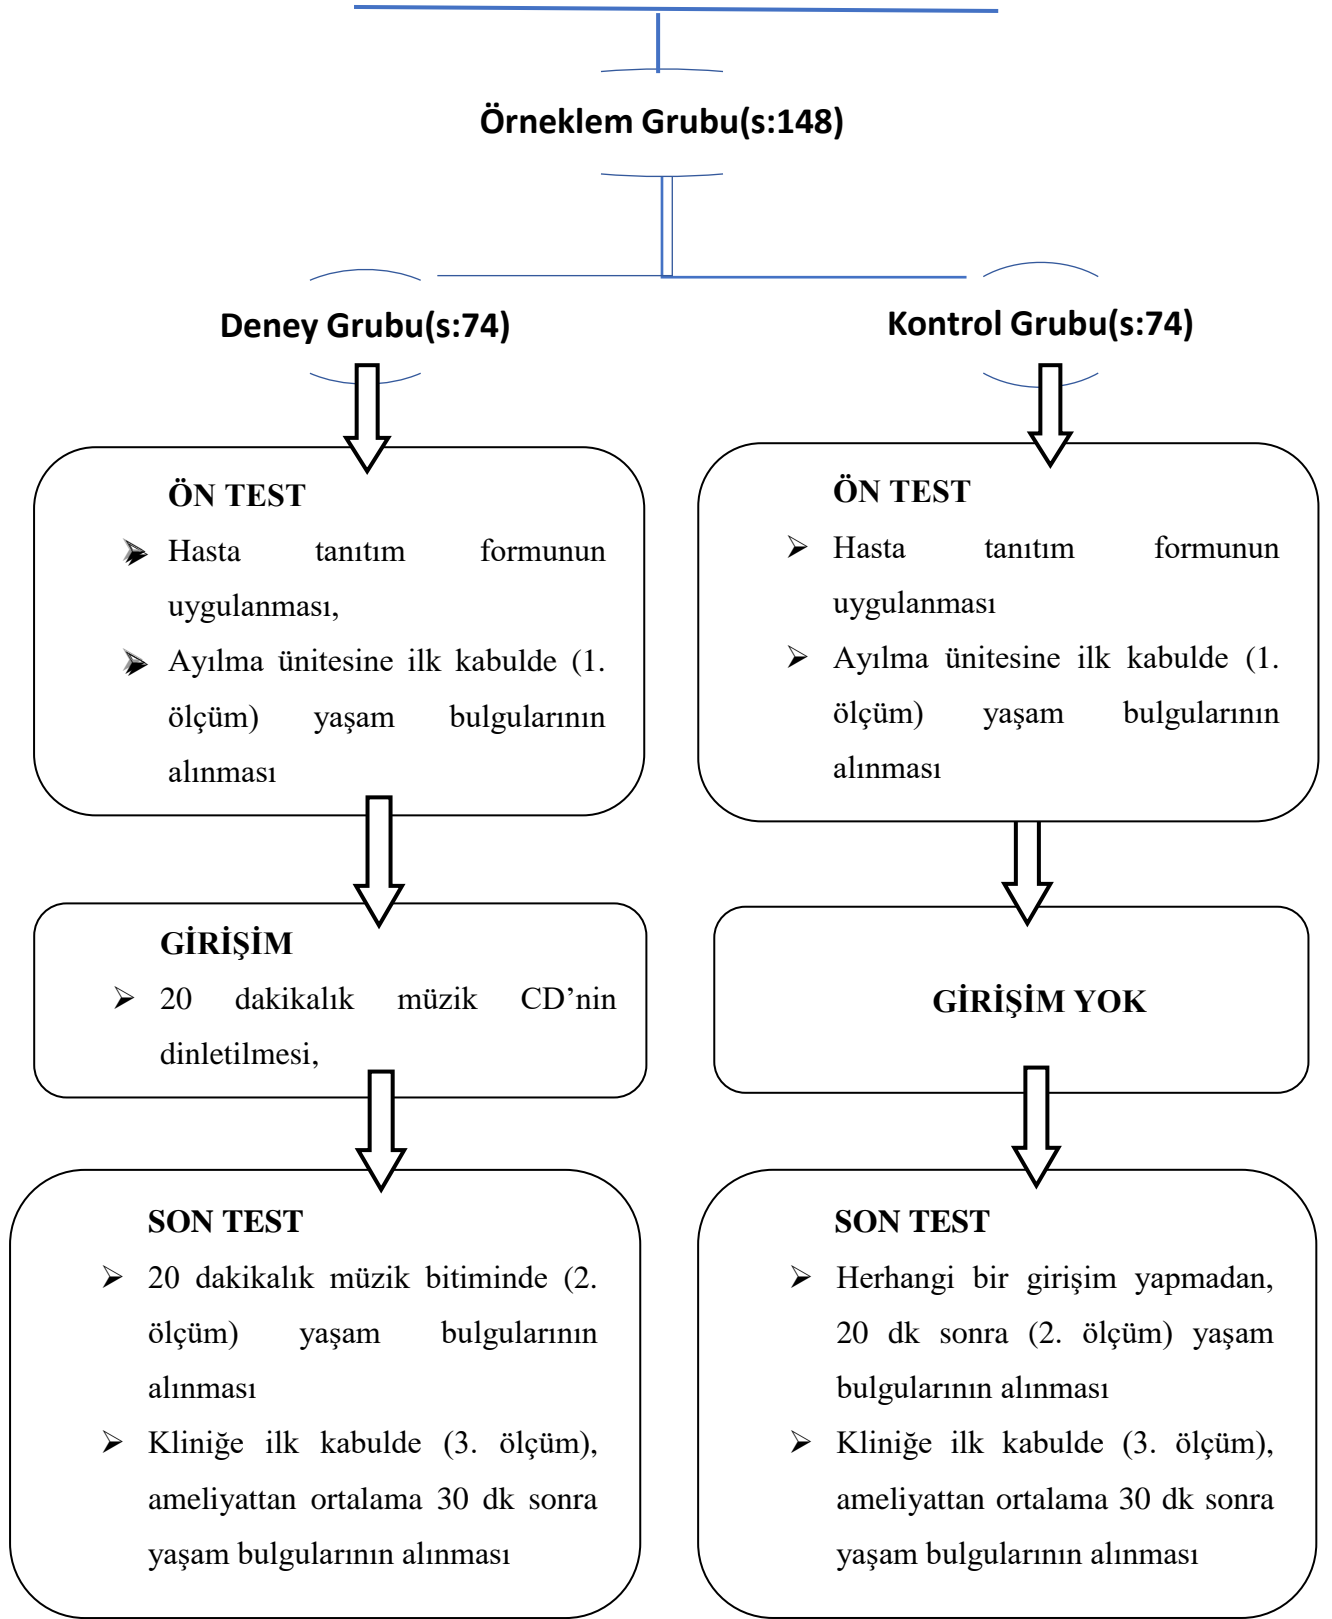 Örneklem Grubu(s:148)
Deney Grubu(s:74)
Kontrol Grubu(s:74)
ÖN TEST
➢ Hasta tanıtım formunun
uygulanması,
➢ Ayılma ünitesine ilk kabulde (1.
ölçüm) yaşam bulgularının
alınması
ÖN TEST
➢ Hasta tanıtım formunun
uygulanması
➢ Ayılma ünitesine ilk kabulde (1.
ölçüm) yaşam bulgularının
alınması
GİRİŞİM
➢ 20 dakikalık müzik CD’nin
dinletilmesi,
GİRİŞİM YOK
SON TEST
➢ 20 dakikalık müzik bitiminde (2.
ölçüm) yaşam bulgularının
alınması
➢ Kliniğe ilk kabulde (3. ölçüm),
ameliyattan ortalama 30 dk sonra
yaşam bulgularının alınması
SON TEST
➢ Herhangi bir girişim yapmadan,
20 dk sonra (2. ölçüm) yaşam
bulgularının alınması
➢ Kliniğe ilk kabulde (3. ölçüm),
ameliyattan ortalama 30 dk sonra
yaşam bulgularının alınması